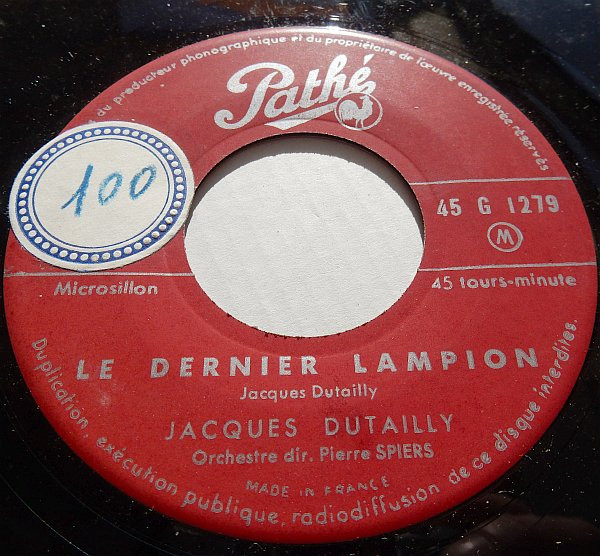 du producteur phonographique et du propriétaire de l'œuvre enregistrée réservés
Pathé
100
45 G 1279
M
Microsillon
45 tours-minute
LE DERNIER LAMPION
Jacques Dutailly
JACQUES DUTAILLY
Orchestre dir. Pierre SPIERS
MADE IN FRANCE
Duplication, exécution publique, radiodiffusion de ce disque interdites.